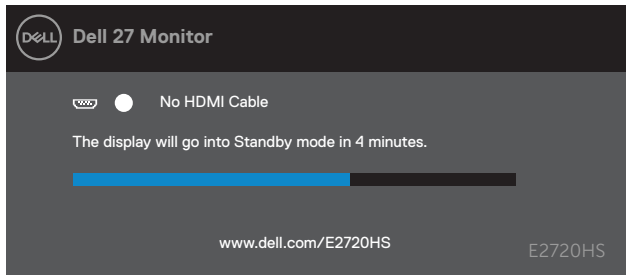 DELL Dell 27 Monitor
No HDMI Cable
The display will go into Standby mode in 4 minutes.
www.dell.com/E2720HS
E2720HS